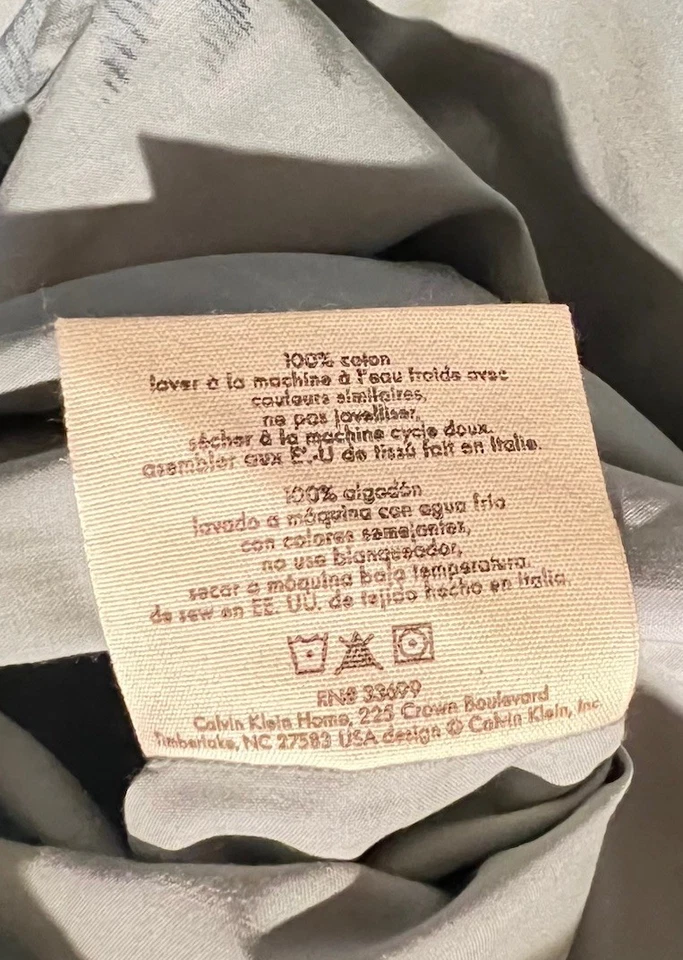 100% coton
laver à la machine à l'eau froide avec
couleurs similaires,
ne pas javelliser,
sécher à la machine cycle doux.
asembler aux E.-U de tissú fait en Italie.
100% algodón
lavado a máquina con agua fria
con colores semejantes,
no use blanqueador,
secar a máquina baja temperatura.
de sew en EE. UU. de tejido hecho en Italia.
RN# 33699
Calvin Klein Home, 225 Crown Boulevard
Timberlake, NC 27583 USA design © Calvin Klein, Inc.